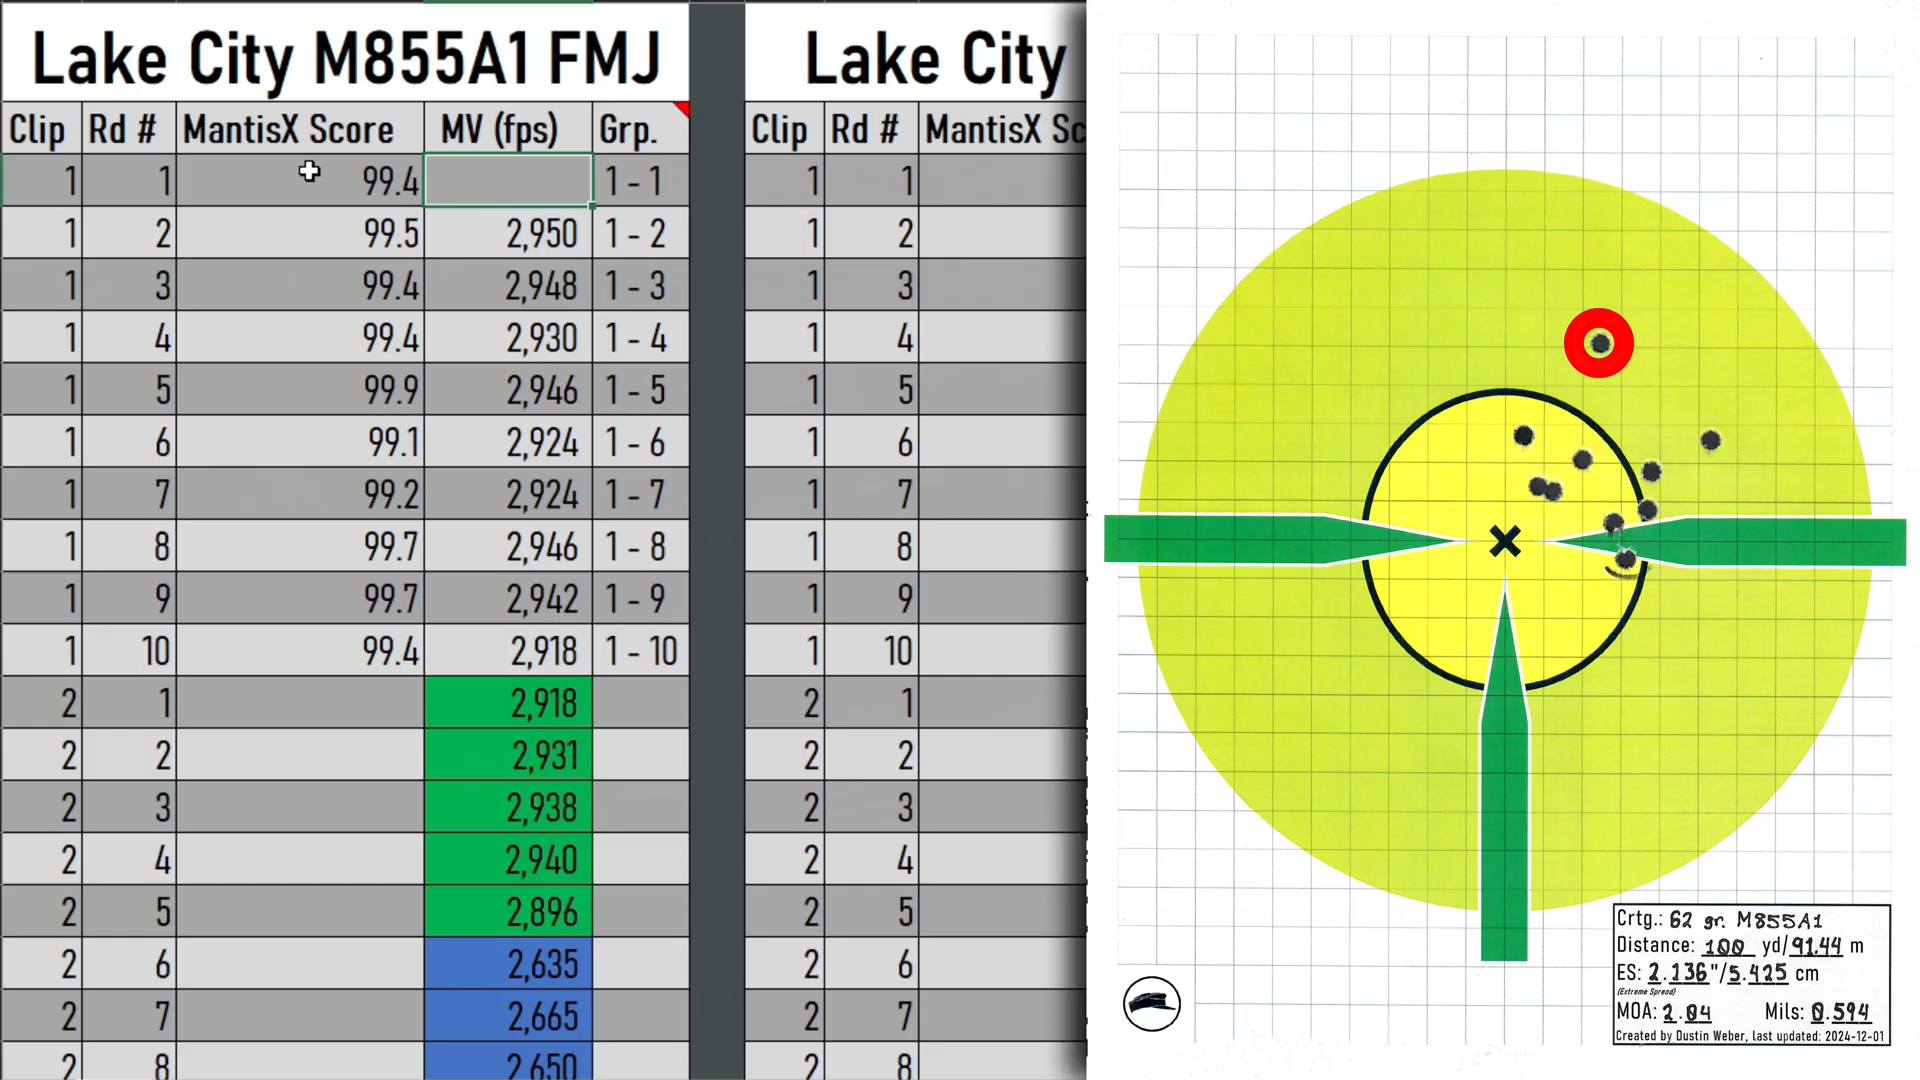 Lake City M855A1 FMJ
Clip Rd # MantisX Score MV (fps) Grp.
1 1 99.4 1 - 1
1 2 99.5 2,950 1 - 2
1 3 99.4 2,948 1 - 3
1 4 99.4 2,930 1 - 4
1 5 99.9 2,946 1 - 5
1 6 99.1 2,924 1 - 6
1 7 99.2 2,924 1 - 7
1 8 99.7 2,946 1 - 8
1 9 99.7 2,942 1 - 9
1 10 99.4 2,918 1 - 10
2 1 2,918
2 2 2,931
2 3 2,938
2 4 2,940
2 5 2,896
2 6 2,635
2 7 2,665
2 8 2,650
Lake City
Clip Rd # MantisX Sc
1 1
1 2
1 3
1 4
1 5
1 6
1 7
1 8
1 9
1 10
2 1
2 2
2 3
2 4
2 5
2 6
2 7
2 8
Crtg.: 62 gr. M855A1
Distance: 100 yd/91.44 m
ES: 2.136"/5.425 cm
(Extreme Spread)
MOA: 2.04 Mils: 0.594
Created by Dustin Weber, last updated: 2024-12-01